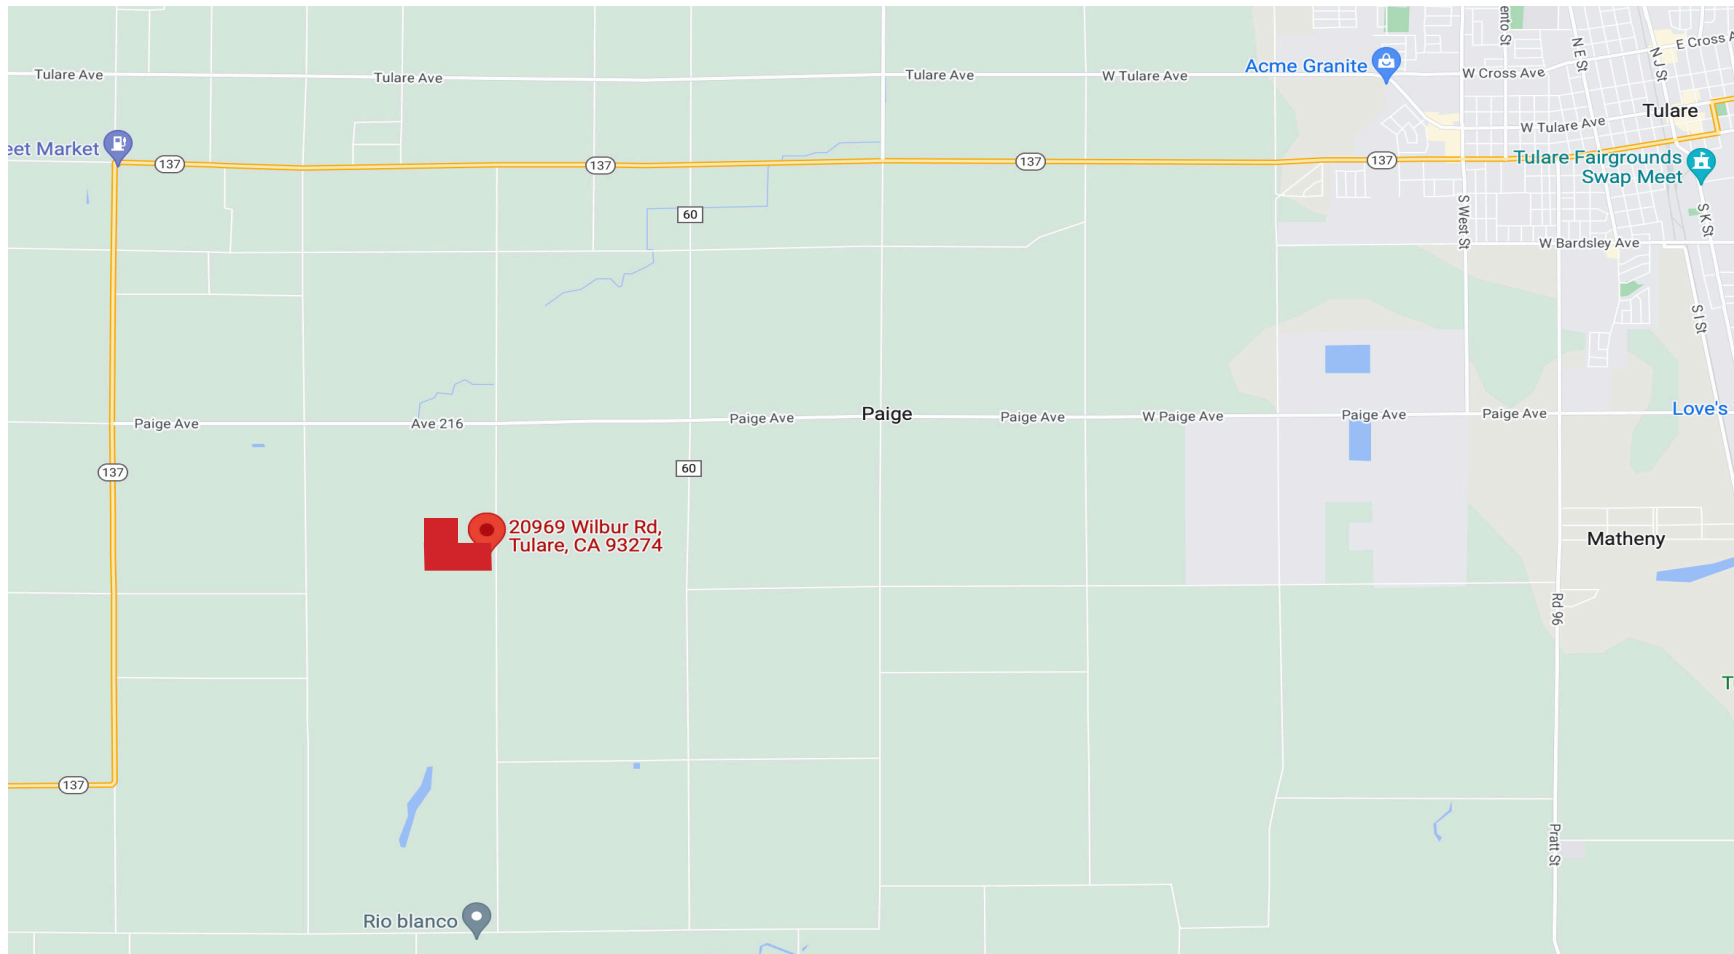 ento St
N E St
N J St
E Cross A
Acme Granite
W Cross Ave
Tulare Ave
Tulare Ave
Tulare Ave
W Tulare Ave
Tulare
W Tulare Ave
eet Market
137
137
137
137
Tulare Fairgrounds
Swap Meet
60
S West St
S K St
W Bardsley Ave
S I St
Paige Ave
Ave 216
Paige Ave
Paige
Paige Ave
W Paige Ave
Paige Ave
Paige Ave
Love's
137
60
20969 Wilbur Rd,
Tulare, CA 93274
Matheny
Rd 96
T
137
Pratt St
Rio blanco